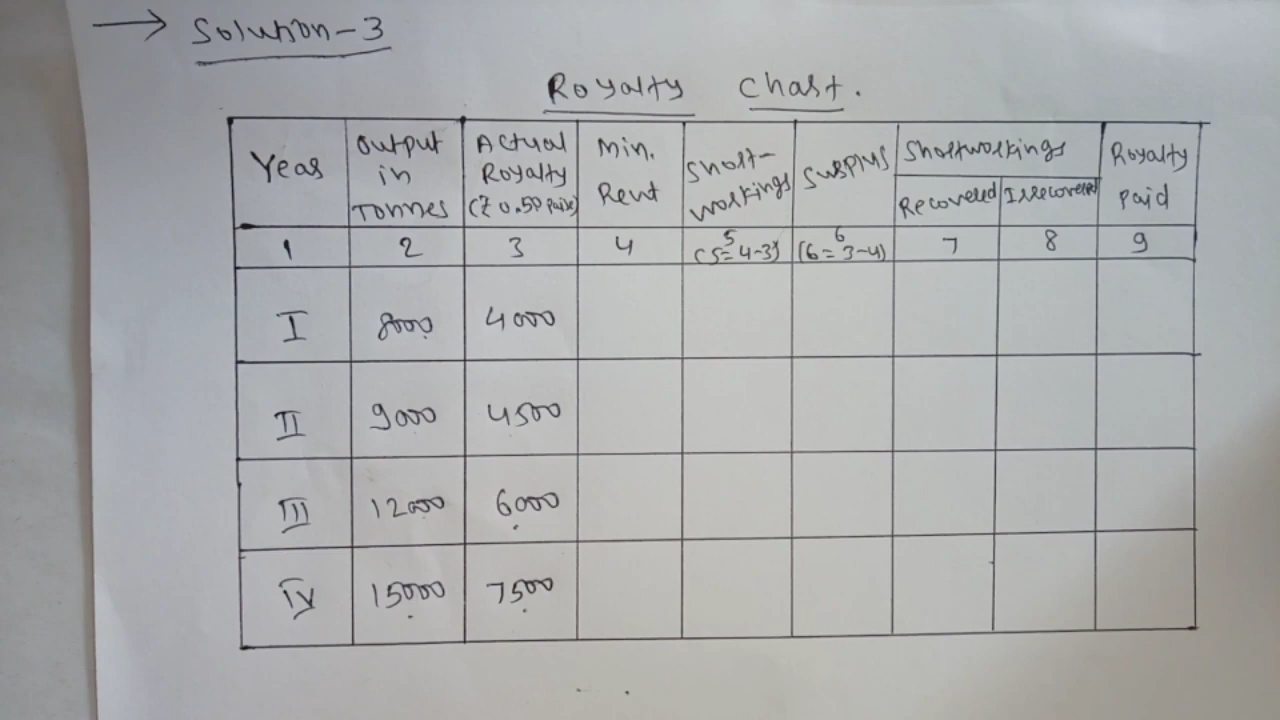 → Solution-3
Royalty Chart.
Year
Output in Tonnes
Actual Royalty (₹ 0.50 paise)
Min. Rent
Short-workings
Surplus
Shortworkings
Recovered
Irrecovered
Royalty paid
1 2 3 4 5 (5=4-3) 6 (6=3-4) 7 8 9
I 8000 4000
II 9000 4500
III 12000 6000
IV 15000 7500